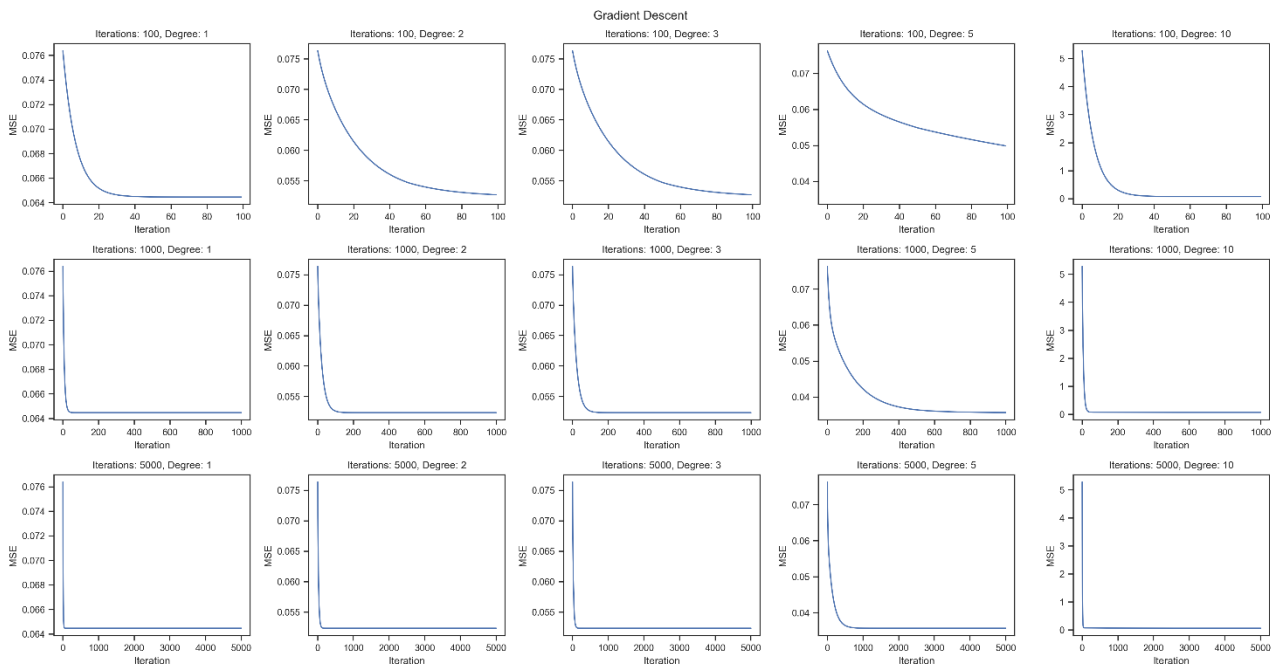 Gradient Descent
Iterations: 100, Degree: 1
Iterations: 100, Degree: 2
Iterations: 100, Degree: 3
Iterations: 100, Degree: 5
Iterations: 100, Degree: 10
MSE
0.076
0.074
0.072
0.070
0.068
0.066
0.064
0 20 40 60 80 100
Iteration
MSE
0.075
0.070
0.065
0.060
0.055
0 20 40 60 80 100
Iteration
MSE
0.075
0.070
0.065
0.060
0.055
0 20 40 60 80 100
Iteration
MSE
0.07
0.06
0.05
0.04
0 20 40 60 80 100
Iteration
MSE
5
4
3
2
1
0
0 20 40 60 80 100
Iteration
Iterations: 1000, Degree: 1
Iterations: 1000, Degree: 2
Iterations: 1000, Degree: 3
Iterations: 1000, Degree: 5
Iterations: 1000, Degree: 10
MSE
0.076
0.074
0.072
0.070
0.068
0.066
0.064
0 200 400 600 800 1000
Iteration
MSE
0.075
0.070
0.065
0.060
0.055
0 200 400 600 800 1000
Iteration
MSE
0.075
0.070
0.065
0.060
0.055
0 200 400 600 800 1000
Iteration
MSE
0.07
0.06
0.05
0.04
0 200 400 600 800 1000
Iteration
MSE
5
4
3
2
1
0
0 200 400 600 800 1000
Iteration
Iterations: 5000, Degree: 1
Iterations: 5000, Degree: 2
Iterations: 5000, Degree: 3
Iterations: 5000, Degree: 5
Iterations: 5000, Degree: 10
MSE
0.076
0.074
0.072
0.070
0.068
0.066
0.064
0 1000 2000 3000 4000 5000
Iteration
MSE
0.075
0.070
0.065
0.060
0.055
0 1000 2000 3000 4000 5000
Iteration
MSE
0.075
0.070
0.065
0.060
0.055
0 1000 2000 3000 4000 5000
Iteration
MSE
0.07
0.06
0.05
0.04
0 1000 2000 3000 4000 5000
Iteration
MSE
5
4
3
2
1
0
0 1000 2000 3000 4000 5000
Iteration